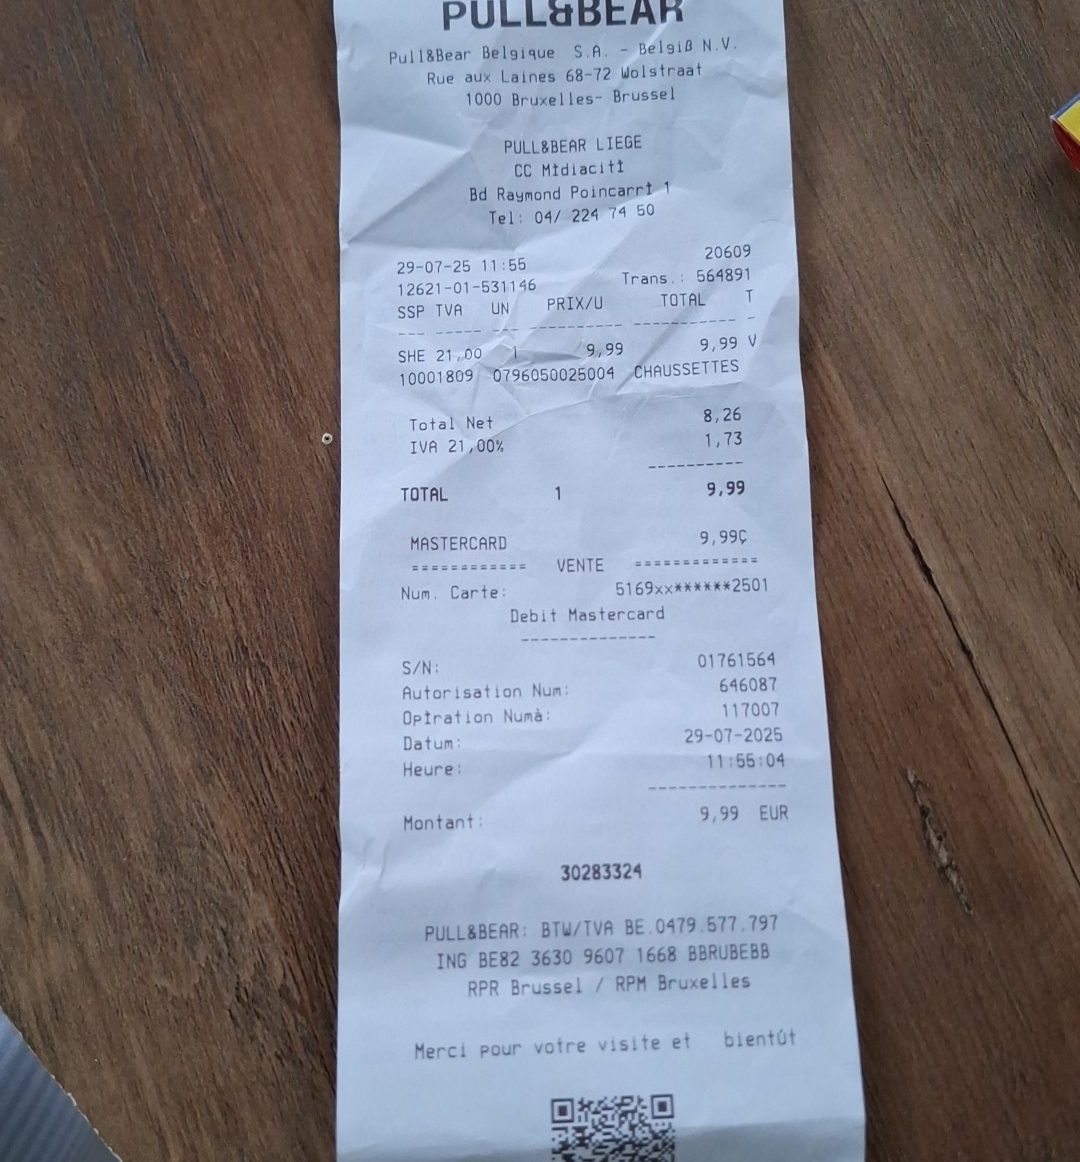 PULL&BEAR
Pull&Bear Belgique S.A. - Belgiß N.V.
Rue aux Laines 68-72 Wolstraat
1000 Bruxelles- Brussel
PULL&BEAR LIEGE
CC Mídiacití
Bd Raymond Poincarrí 1
Tel: 04/ 224 74 50
20609
29-07-25 11:55
12621-01-531146 Trans.: 564891
SSP TVA UN PRIX/U TOTAL T
--- ----- --- ---------- ----------- -
SHE 21,00 1 9,99 9,99 V
10001809 0796050025004 CHAUSSETTES
Total Net 8,26
IVA 21,00% 1,73
----------
TOTAL 1 9,99
MASTERCARD 9,99Ç
============ VENTE =============
Num. Carte: 5169xx******2501
Debit Mastercard
--------------
S/N: 01761564
Autorisation Num: 646087
Opíration Numà: 117007
Datum: 29-07-2025
Heure: 11:55:04
--------------
Montant: 9,99 EUR
30283324
PULL&BEAR: BTW/TVA BE.0479.577.797
ING BE82 3630 9607 1668 BBRUBEBB
RPR Brussel / RPM Bruxelles
Merci pour votre visite et bientút